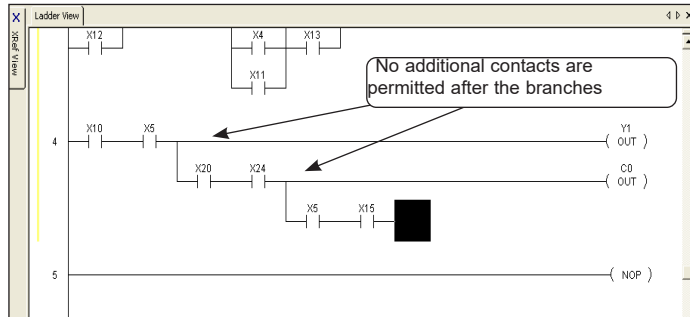 X
XRef View
Ladder View
X12
X4
X13
X11
No additional contacts are
permitted after the branches
4
X10
X5
Y1
OUT
X20
X24
C0
OUT
X5
X15
5
NOP